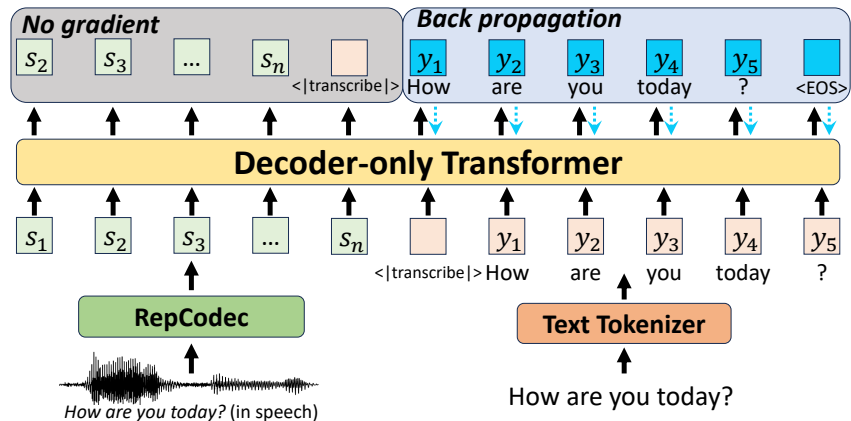 No gradient Back propagation
s₂ s₃ ... sₙ y₁ y₂ y₃ y₄ y₅
<|transcribe|> How are you today ? <EOS>
Decoder-only Transformer
s₁ s₂ s₃ ... sₙ y₁ y₂ y₃ y₄ y₅
<|transcribe|> How are you today ?
RepCodec Text Tokenizer
How are you today? (in speech) How are you today?